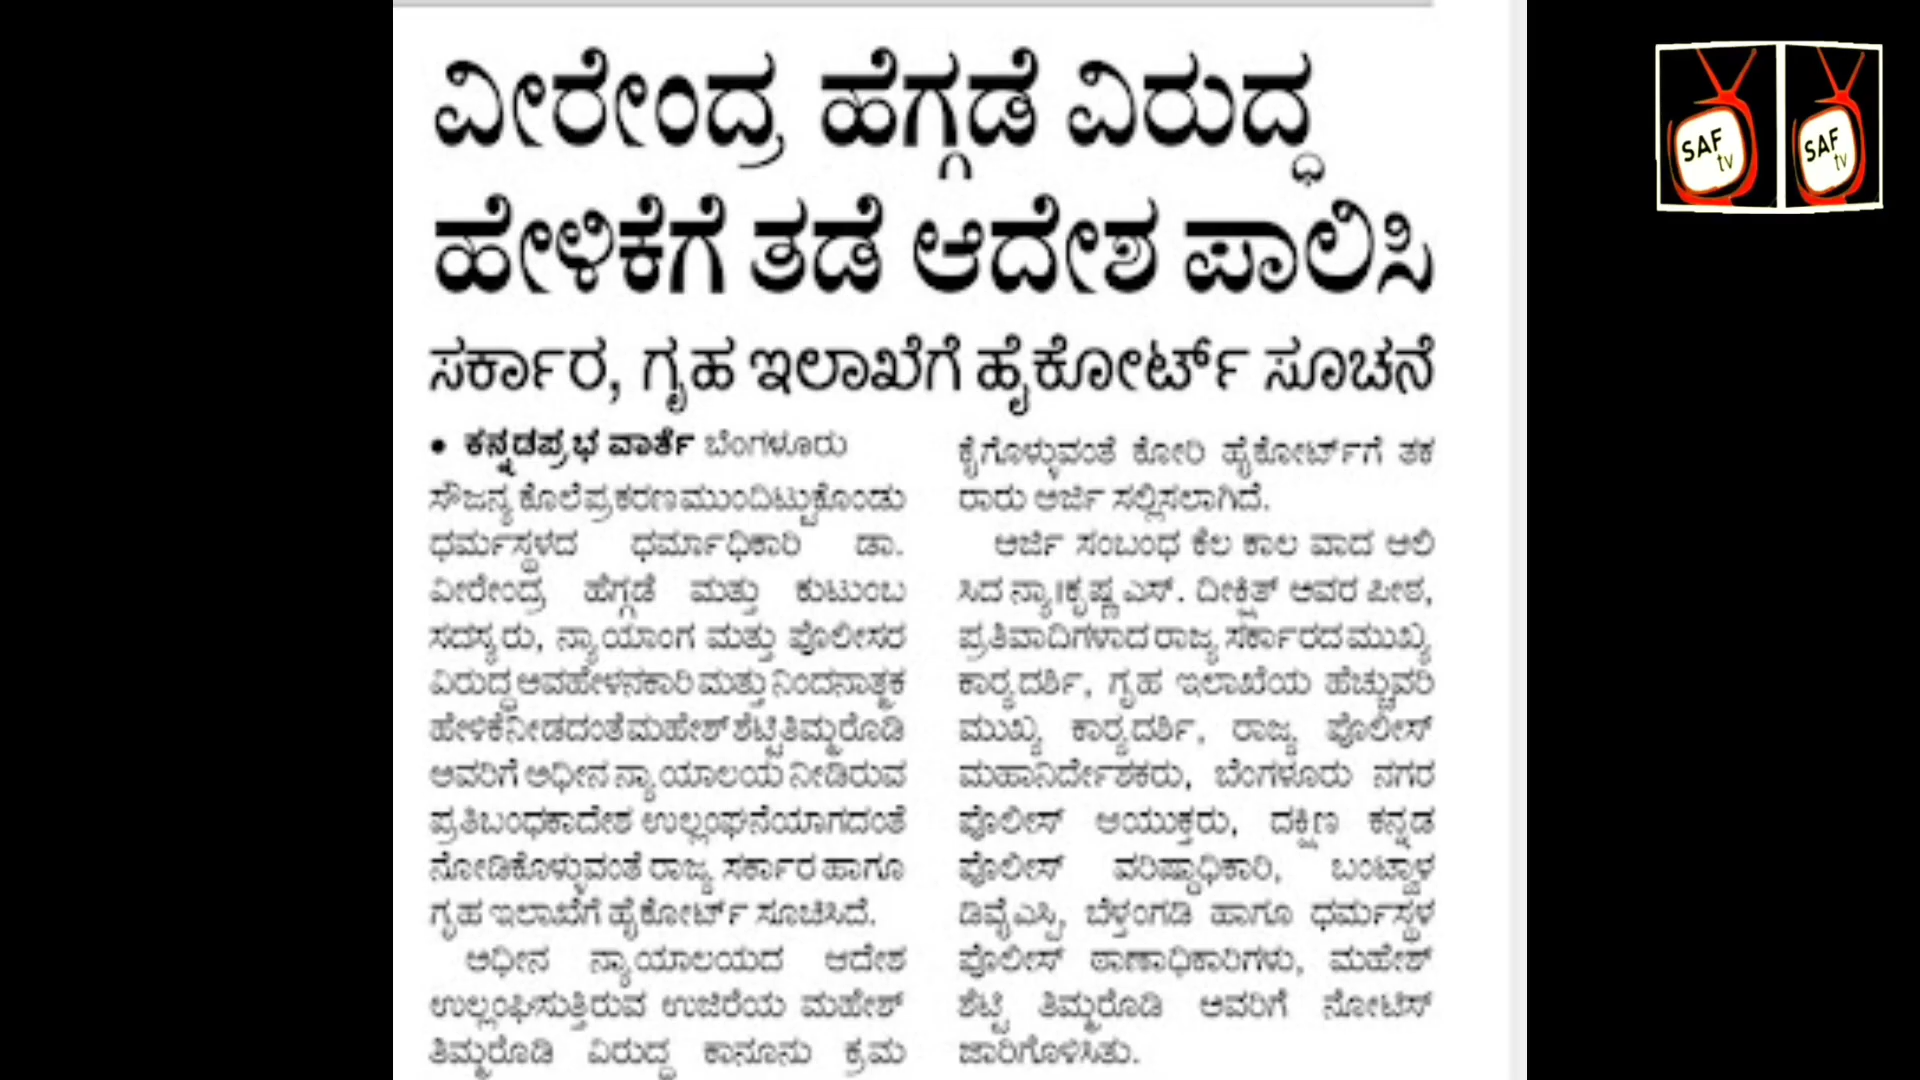 ವೀರೇಂದ್ರ ಹೆಗ್ಗಡೆ ವಿರುದ್ಧ
ಹೇಳಿಕೆಗೆ ತಡೆ ಆದೇಶ ಪಾಲಿಸಿ
ಸರ್ಕಾರ, ಗೃಹ ಇಲಾಖೆಗೆ ಹೈಕೋರ್ಟ್ ಸೂಚನೆ
• ಕನ್ನಡಪ್ರಭ ವಾರ್ತೆ ಬೆಂಗಳೂರು
ಸೌಜನ್ಯ ಕೊಲೆ ಪ್ರಕರಣ ಮುಂದಿಟ್ಟುಕೊಂಡು
ಧರ್ಮಸ್ಥಳದ ಧರ್ಮಾಧಿಕಾರಿ ಡಾ.
ವೀರೇಂದ್ರ ಹೆಗ್ಗಡೆ ಮತ್ತು ಕುಟುಂಬ
ಸದಸ್ಯರು, ನ್ಯಾಯಾಂಗ ಮತ್ತು ಪೊಲೀಸರ
ವಿರುದ್ಧ ಅವಹೇಳನಕಾರಿ ಮತ್ತು ನಿಂದನಾತ್ಮಕ
ಹೇಳಿಕೆ ನೀಡದಂತೆ ಮಹೇಶ್ ಶೆಟ್ಟಿ ತಿಮ್ಮರೊಡಿ
ಅವರಿಗೆ ಅಧೀನ ನ್ಯಾಯಾಲಯ ನೀಡಿರುವ
ಪ್ರತಿಬಂಧಕಾದೇಶ ಉಲ್ಲಂಘನೆಯಾಗದಂತೆ
ನೋಡಿಕೊಳ್ಳುವಂತೆ ರಾಜ್ಯ ಸರ್ಕಾರ ಹಾಗೂ
ಗೃಹ ಇಲಾಖೆಗೆ ಹೈಕೋರ್ಟ್ ಸೂಚಿಸಿದೆ.
ಅಧೀನ ನ್ಯಾಯಾಲಯದ ಆದೇಶ
ಉಲ್ಲಂಘಿಸುತ್ತಿರುವ ಉಜಿರೆಯ ಮಹೇಶ್
ತಿಮ್ಮರೊಡಿ ವಿರುದ್ಧ ಕಾನೂನು ಕ್ರಮ
ಕೈಗೊಳ್ಳುವಂತೆ ಕೋರಿ ಹೈಕೋರ್ಟ್‌ಗೆ ತಕ
ರಾರು ಅರ್ಜಿ ಸಲ್ಲಿಸಲಾಗಿದೆ.
ಅರ್ಜಿ ಸಂಬಂಧ ಕೆಲ ಕಾಲ ವಾದ ಆಲಿ
ಸಿದ ನ್ಯಾ।ಕೃಷ್ಣ ಎಸ್. ದೀಕ್ಷಿತ್ ಅವರ ಪೀಠ,
ಪ್ರತಿವಾದಿಗಳಾದ ರಾಜ್ಯ ಸರ್ಕಾರದ ಮುಖ್ಯ
ಕಾರ್‍ಯದರ್ಶಿ, ಗೃಹ ಇಲಾಖೆಯ ಹೆಚ್ಚುವರಿ
ಮುಖ್ಯ ಕಾರ್‍ಯದರ್ಶಿ, ರಾಜ್ಯ ಪೊಲೀಸ್
ಮಹಾನಿರ್ದೇಶಕರು, ಬೆಂಗಳೂರು ನಗರ
ಪೊಲೀಸ್ ಆಯುಕ್ತರು, ದಕ್ಷಿಣ ಕನ್ನಡ
ಪೊಲೀಸ್ ವರಿಷ್ಠಾಧಿಕಾರಿ, ಬಂಟ್ವಾಳ
ಡಿವೈಎಸ್ಪಿ, ಬೆಳ್ತಂಗಡಿ ಹಾಗೂ ಧರ್ಮಸ್ಥಳ
ಪೊಲೀಸ್ ಠಾಣಾಧಿಕಾರಿಗಳು, ಮಹೇಶ್
ಶೆಟ್ಟಿ ತಿಮ್ಮರೊಡಿ ಅವರಿಗೆ ನೋಟಿಸ್
ಜಾರಿಗೊಳಿಸಿತು.
SAF
tv
SAF
tv